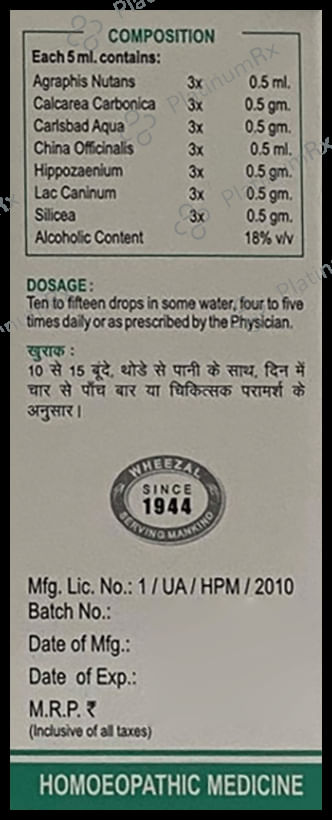 COMPOSITION
Each 5 ml. contains:
Agraphis Nutans 3x 0.5 ml.
Calcarea Carbonica 3x 0.5 gm.
Carlsbad Aqua 3x 0.5 gm.
China Officinalis 3x 0.5 ml.
Hippozaenium 3x 0.5 gm.
Lac Caninum 3x 0.5 gm.
Silicea 3x 0.5 gm.
Alcoholic Content 18% v/v
DOSAGE :
Ten to fifteen drops in some water, four to five
times daily or as prescribed by the Physician.
खुराक :
10 से 15 बूंदे, थोडे से पानी के साथ, दिन में
चार से पाँच बार या चिकित्सक परामर्श के
अनुसार।
WHEEZAL
SINCE
1944
SERVING MANKIND
Mfg. Lic. No.: 1 / UA / HPM / 2010
Batch No.:
Date of Mfg.:
Date of Exp.:
M.R.P. ₹
(Inclusive of all taxes)
HOMOEOPATHIC MEDICINE
PlatinumRx
PlatinumRx